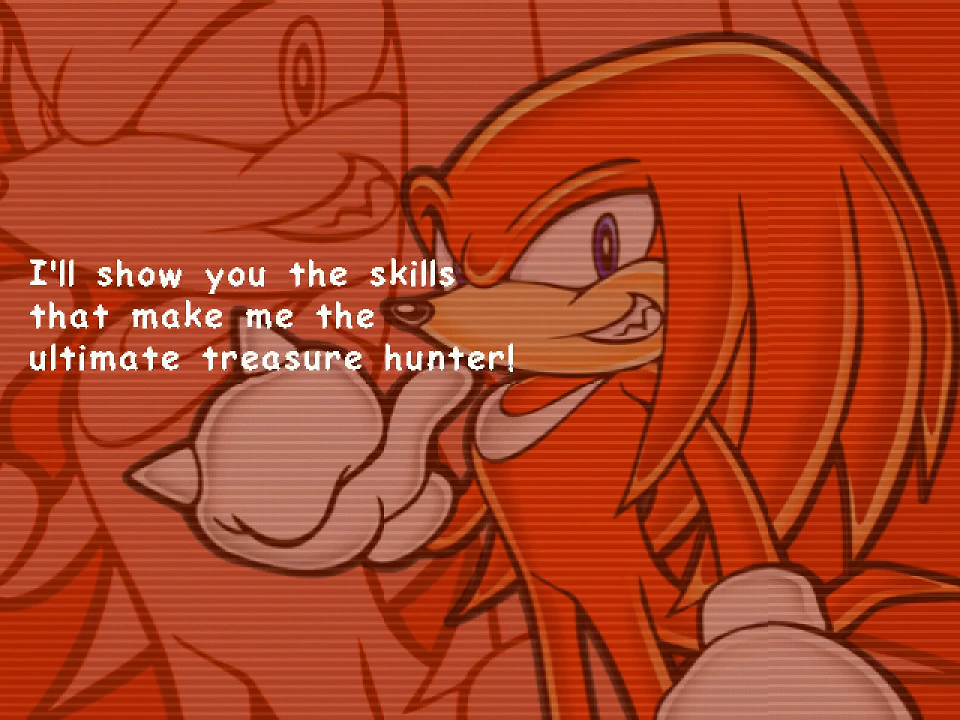 I'll show you the skills
that make me the
ultimate treasure hunter!